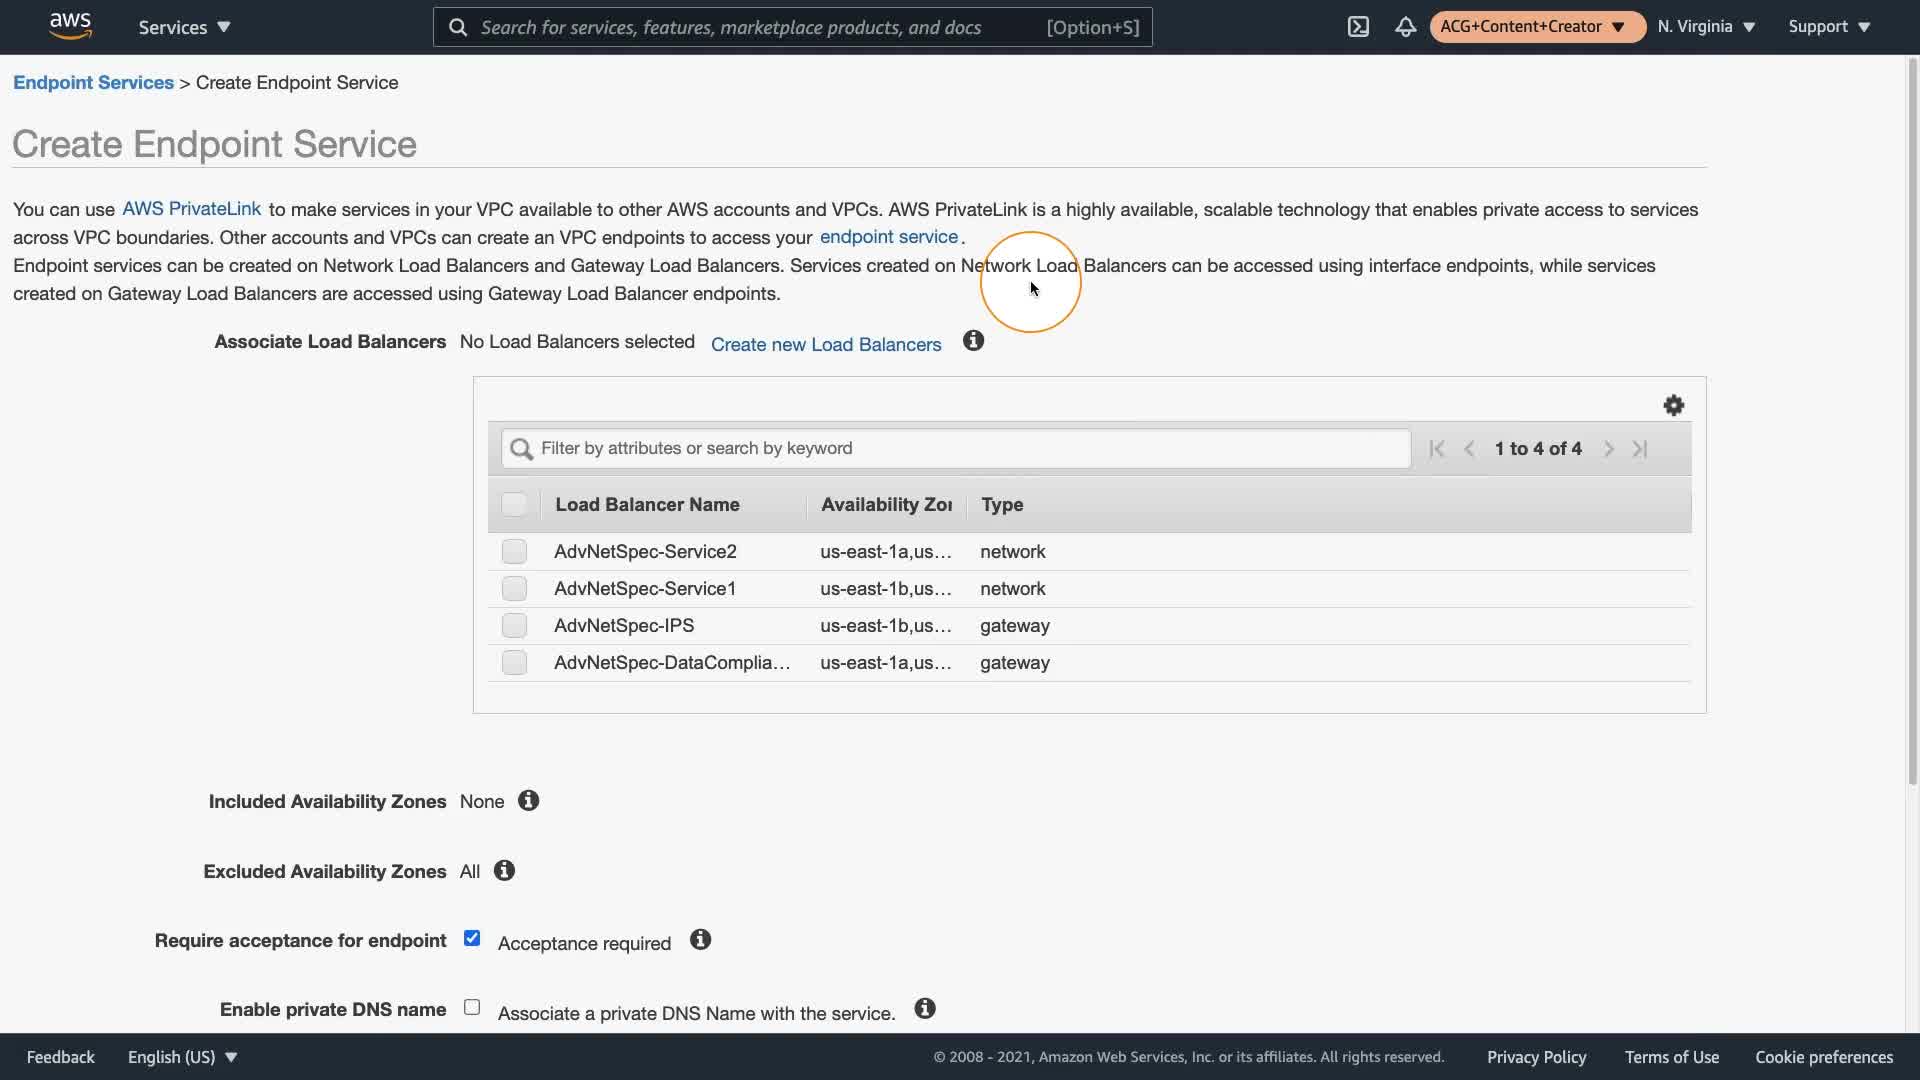 aws Services Search for services, features, marketplace products, and docs [Option+S] ACG+Content+Creator N. Virginia Support
Endpoint Services > Create Endpoint Service
Create Endpoint Service
You can use AWS PrivateLink to make services in your VPC available to other AWS accounts and VPCs. AWS PrivateLink is a highly available, scalable technology that enables private access to services
across VPC boundaries. Other accounts and VPCs can create an VPC endpoints to access your endpoint service.
Endpoint services can be created on Network Load Balancers and Gateway Load Balancers. Services created on Network Load Balancers can be accessed using interface endpoints, while services
created on Gateway Load Balancers are accessed using Gateway Load Balancer endpoints.
Associate Load Balancers No Load Balancers selected Create new Load Balancers
Filter by attributes or search by keyword 1 to 4 of 4
Load Balancer Name Availability Zor Type
AdvNetSpec-Service2 us-east-1a,us... network
AdvNetSpec-Service1 us-east-1b,us... network
AdvNetSpec-IPS us-east-1b,us... gateway
AdvNetSpec-DataComplia... us-east-1a,us... gateway
Included Availability Zones None
Excluded Availability Zones All
Require acceptance for endpoint Acceptance required
Enable private DNS name Associate a private DNS Name with the service.
Feedback English (US) © 2008 - 2021, Amazon Web Services, Inc. or its affiliates. All rights reserved. Privacy Policy Terms of Use Cookie preferences